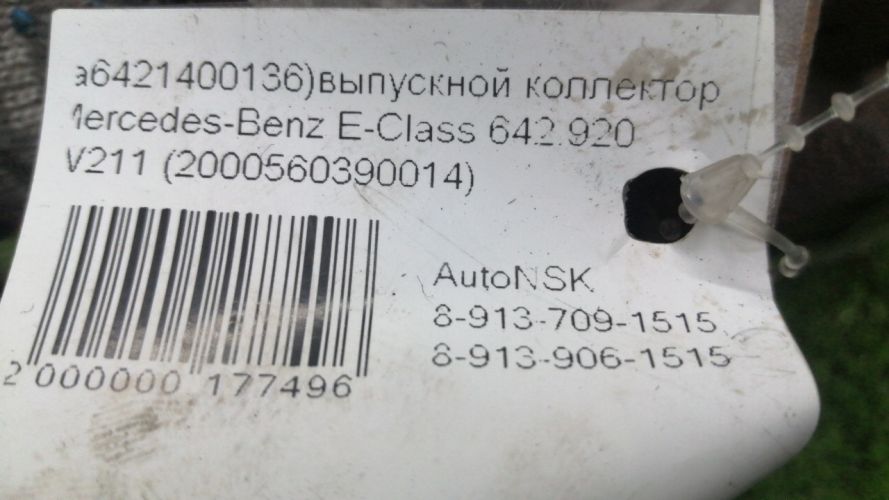 а6421400136)выпускной коллектор
Mercedes-Benz E-Class 642.920
W211 (2000560390014)
AutoNSK
8-913-709-1515
8-913-906-1515
2 000000 177496